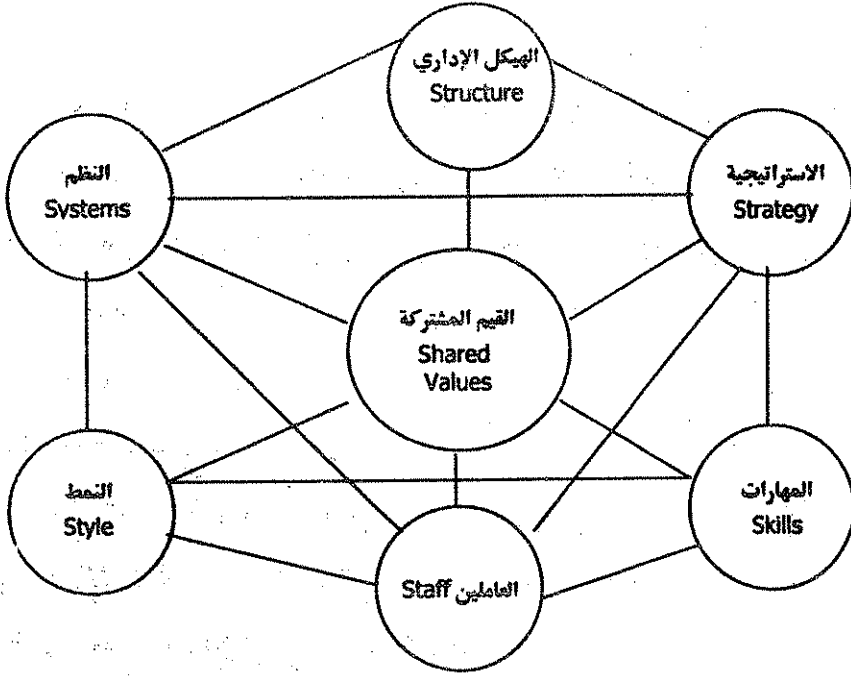 الهيكل الإداري
Structure
النظم
Systems
الاستراتيجية
Strategy
القيم المشتركة
Shared
Values
النمط
Style
المهارات
Skills
العاملين Staff